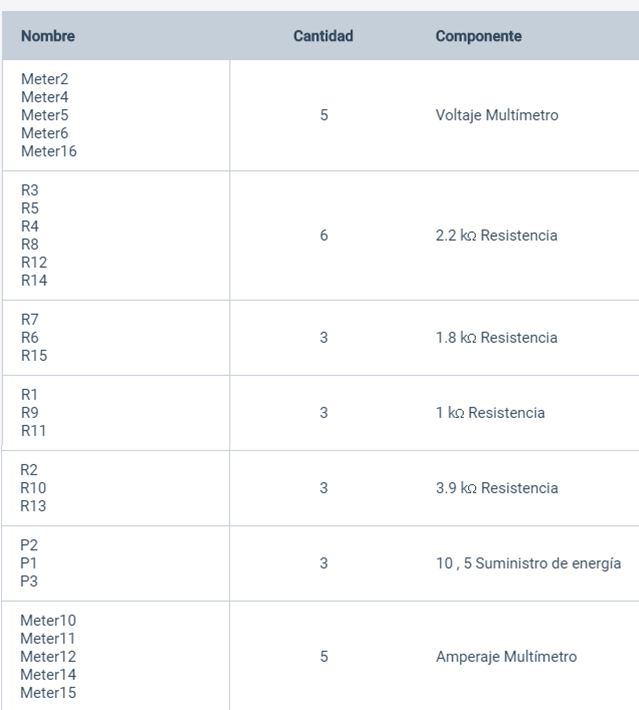 Nombre Cantidad Componente
Meter2
Meter4
Meter5 5 Voltaje Multímetro
Meter6
Meter16
R3
R5
R4
R8 6 2.2 kΩ Resistencia
R12
R14
R7
R6 3 1.8 kΩ Resistencia
R15
R1
R9 3 1 kΩ Resistencia
R11
R2
R10 3 3.9 kΩ Resistencia
R13
P2
P1 3 10 , 5 Suministro de energía
P3
Meter10
Meter11
Meter12 5 Amperaje Multímetro
Meter14
Meter15